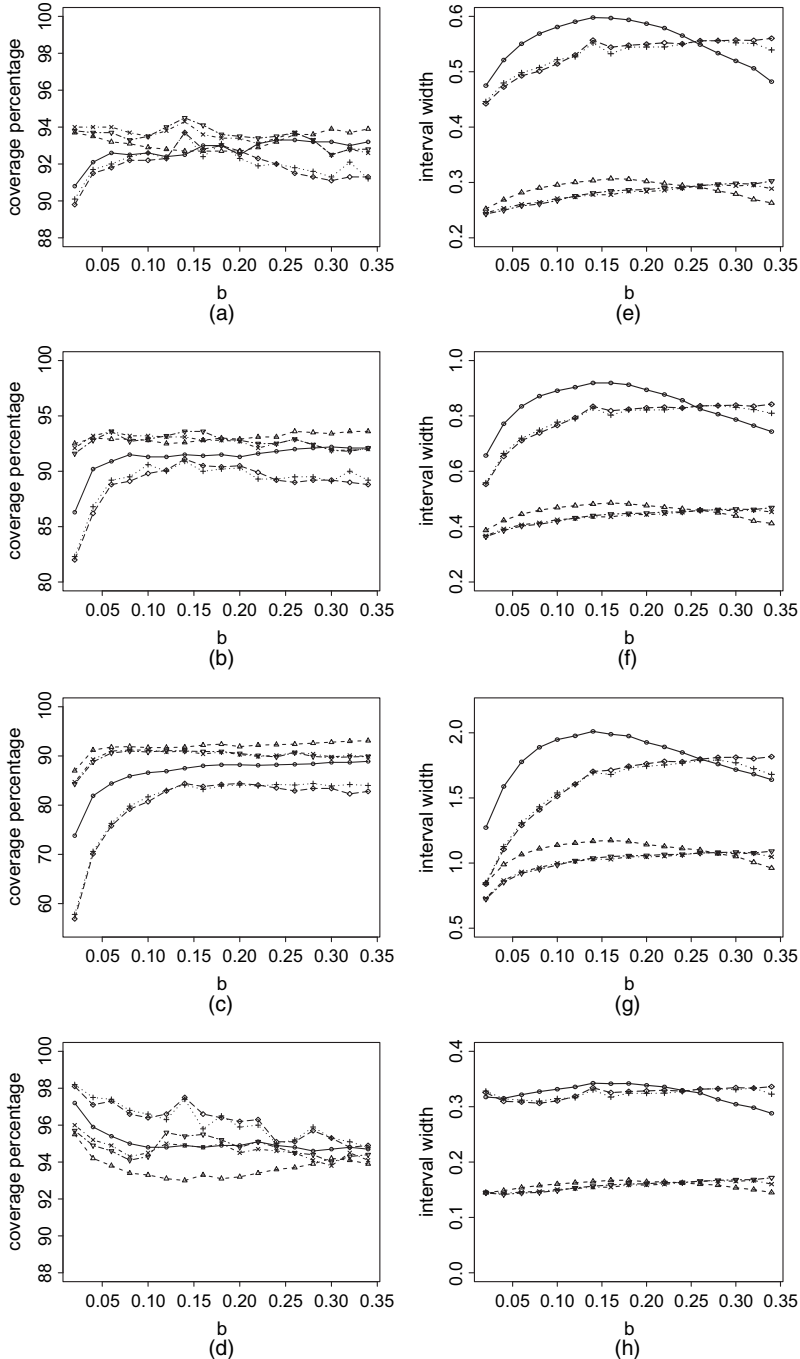 coverage percentage
88 90 92 94 96 98 100
0.05 0.10 0.15 0.20 0.25 0.30 0.35
b
(a)
interval width
0.2 0.3 0.4 0.5 0.6
0.05 0.10 0.15 0.20 0.25 0.30 0.35
b
(e)
coverage percentage
80 85 90 95 100
0.05 0.10 0.15 0.20 0.25 0.30 0.35
b
(b)
interval width
0.2 0.4 0.6 0.8 1.0
0.05 0.10 0.15 0.20 0.25 0.30 0.35
b
(f)
coverage percentage
60 70 80 90 100
0.05 0.10 0.15 0.20 0.25 0.30 0.35
b
(c)
interval width
0.5 1.0 1.5 2.0
0.05 0.10 0.15 0.20 0.25 0.30 0.35
b
(g)
coverage percentage
88 90 92 94 96 98 100
0.05 0.10 0.15 0.20 0.25 0.30 0.35
b
(d)
interval width
0.0 0.1 0.2 0.3 0.4
0.05 0.10 0.15 0.20 0.25 0.30 0.35
b
(h)